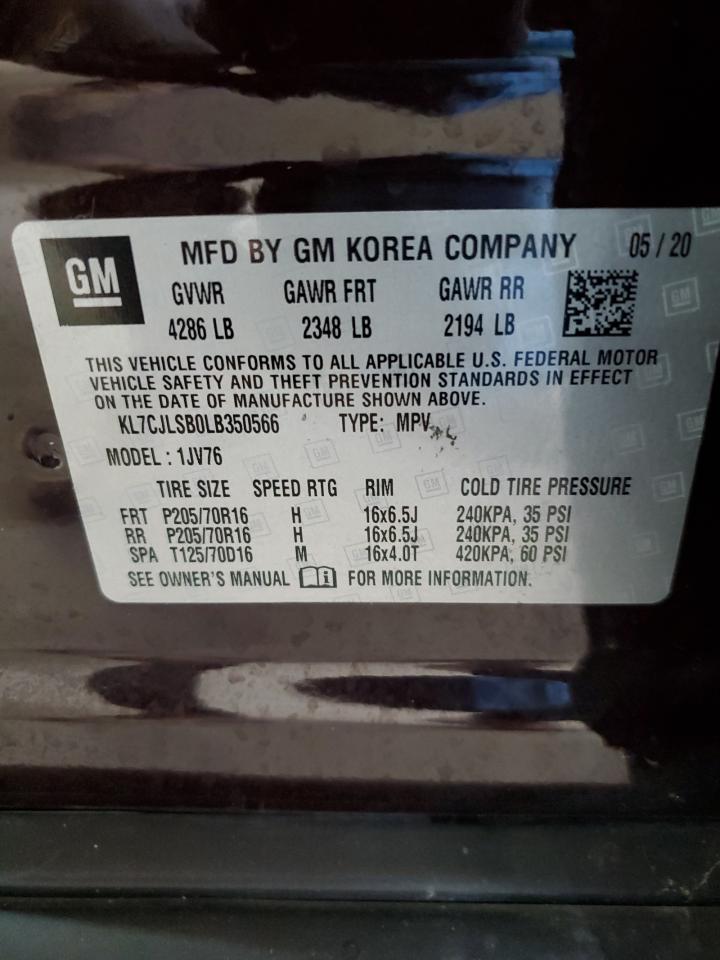 GM
MFD BY GM KOREA COMPANY 05 / 20
GVWR GAWR FRT GAWR RR
4286 LB 2348 LB 2194 LB
THIS VEHICLE CONFORMS TO ALL APPLICABLE U.S. FEDERAL MOTOR
VEHICLE SAFETY AND THEFT PREVENTION STANDARDS IN EFFECT
ON THE DATE OF MANUFACTURE SHOWN ABOVE.
KL7CJLSB0LB350566 TYPE: MPV
MODEL : 1JV76
TIRE SIZE SPEED RTG RIM COLD TIRE PRESSURE
FRT P205/70R16 H 16x6.5J 240KPA, 35 PSI
RR P205/70R16 H 16x6.5J 240KPA, 35 PSI
SPA T125/70D16 M 16x4.0T 420KPA, 60 PSI
SEE OWNER'S MANUAL FOR MORE INFORMATION.